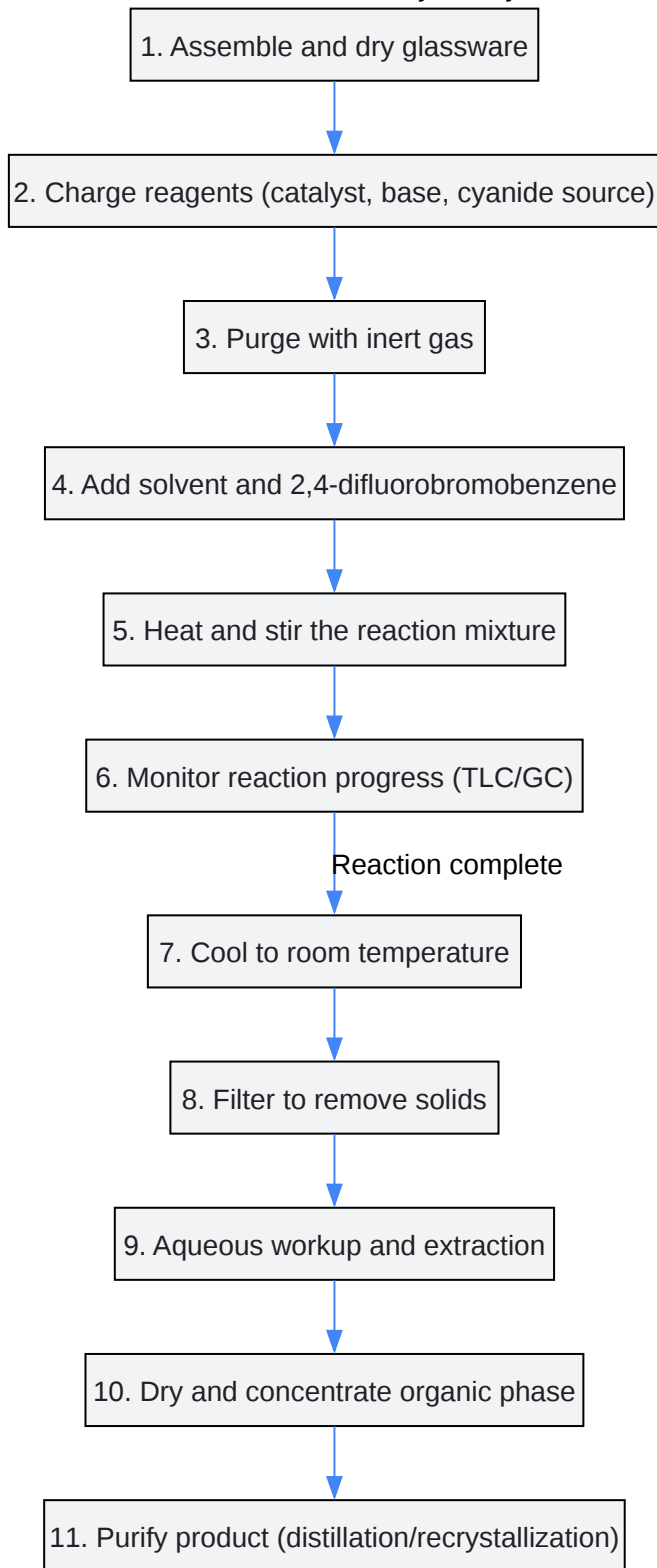 1. Assemble and dry glassware
2. Charge reagents (catalyst, base, cyanide source)
3. Purge with inert gas
4. Add solvent and 2,4-difluorobromobenzene
5. Heat and stir the reaction mixture
6. Monitor reaction progress (TLC/GC)
Reaction complete
7. Cool to room temperature
8. Filter to remove solids
9. Aqueous workup and extraction
10. Dry and concentrate organic phase
11. Purify product (distillation/recrystallization)